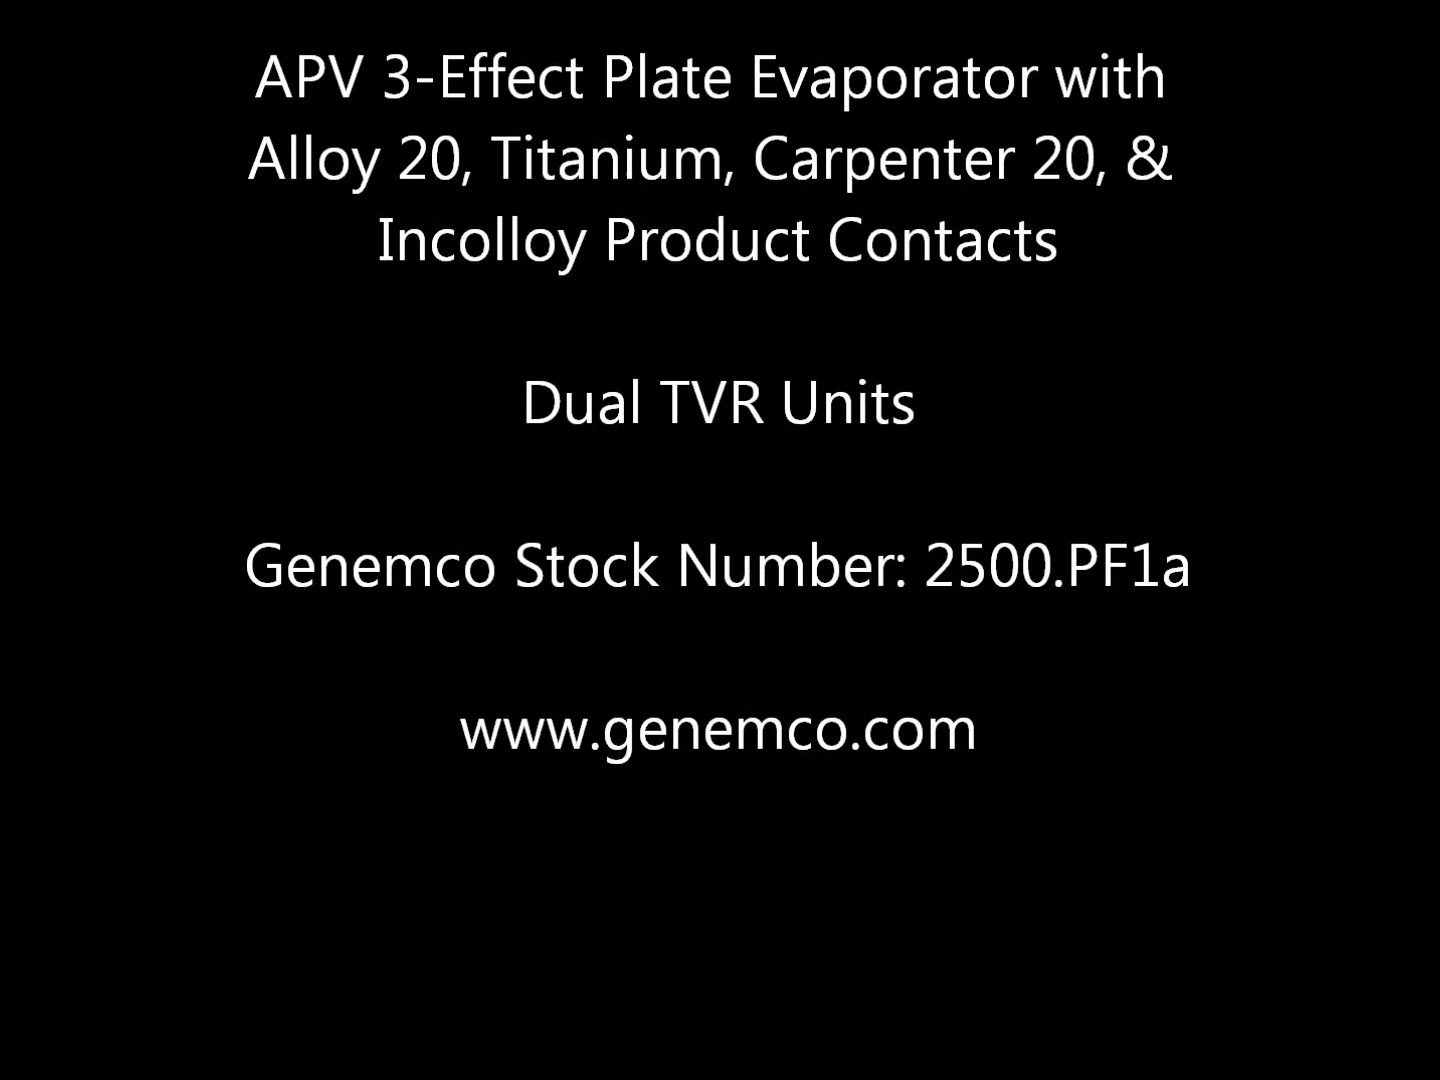 APV 3-Effect Plate Evaporator with
Alloy 20, Titanium, Carpenter 20, &
Incolloy Product Contacts
Dual TVR Units
Genemco Stock Number: 2500.PF1a
www.genemco.com